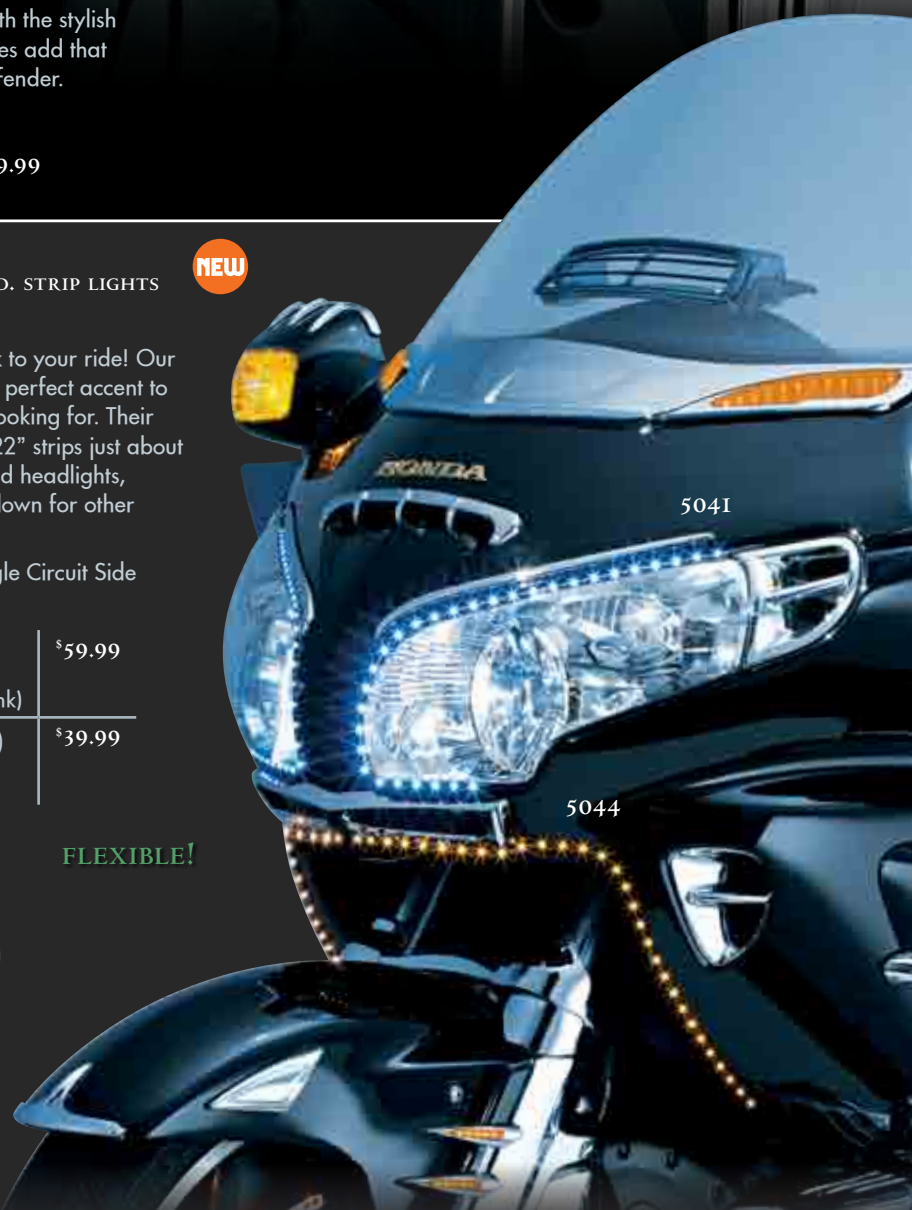 th the stylish
es add that
fender.
9.99
D. STRIP LIGHTS
NEW
k to your ride! Our
perfect accent to
ooking for. Their
22” strips just about
d headlights,
down for other
gle Circuit Side
$59.99
nk)
)
$39.99
FLEXIBLE!
HONDA
5041
5044